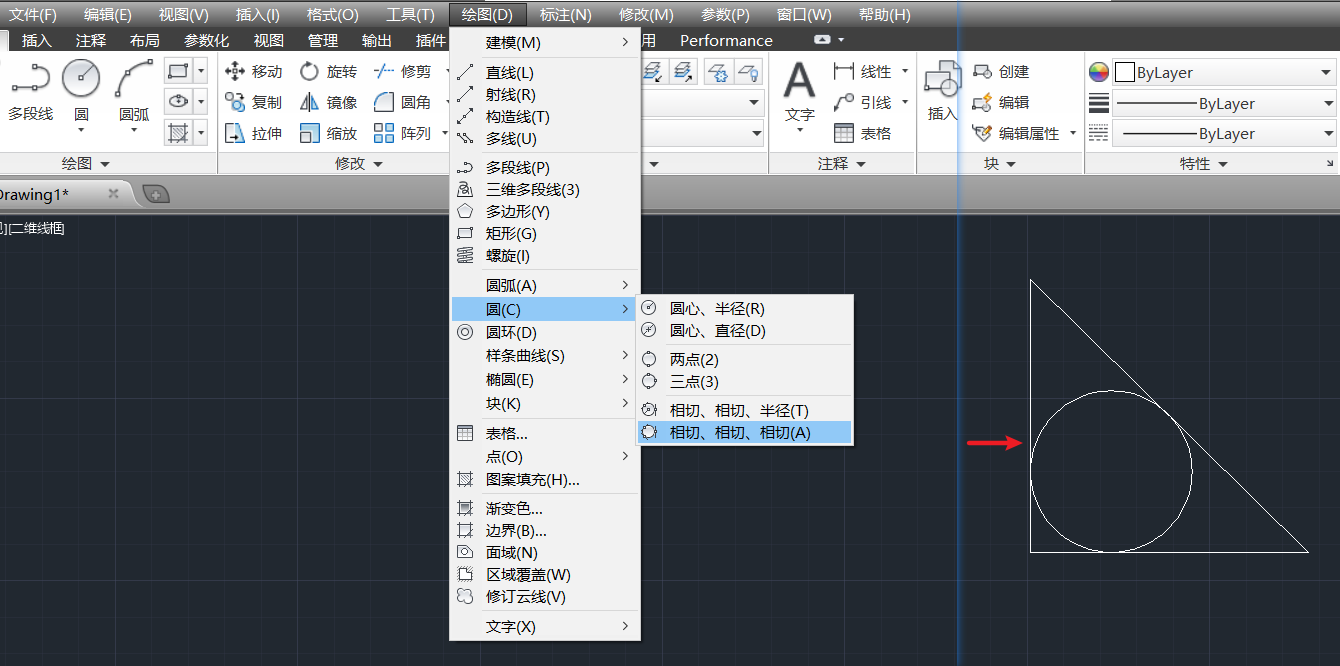 文件(F) 编辑(E) 视图(V) 插入(I) 格式(O) 工具(T) 绘图(D) 标注(N) 修改(M) 参数(P) 窗口(W) 帮助(H)
插入 注释 布局 参数化 视图 管理 输出 插件 用 Performance
多段线 圆 圆弧
移动 旋转 修剪
复制 镜像 圆角
拉伸 缩放 阵列
绘图 修改
文字 线性
引线
表格
注释
插入 创建
编辑
编辑属性
块
ByLayer
ByLayer
ByLayer
特性
Drawing1*
][二维线框]
建模(M)
直线(L)
射线(R)
构造线(T)
多线(U)
多段线(P)
三维多段线(3)
多边形(Y)
矩形(G)
螺旋(I)
圆弧(A)
圆(C)
圆环(D)
样条曲线(S)
椭圆(E)
块(K)
表格...
点(O)
图案填充(H)...
渐变色...
边界(B)...
面域(N)
区域覆盖(W)
修订云线(V)
文字(X)
圆心、半径(R)
圆心、直径(D)
两点(2)
三点(3)
相切、相切、半径(T)
相切、相切、相切(A)